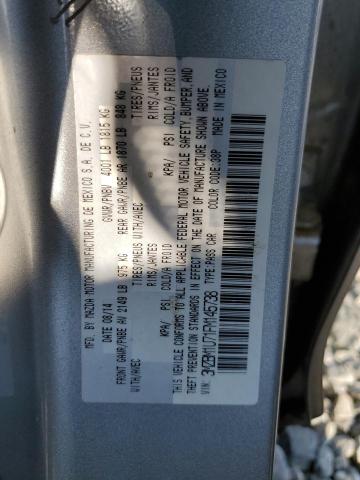 MFD. BY MAZDA MOTOR MANUFACTURING DE MEXICO S.A. DE C.V.
DATE 08/14 GVWR/PNBV 4001 LB 1815 KG
FRONT GAWR/PNBE AV 2149 LB 975 KG REAR GAWR/PNBE AR 1870 LB 848 KG
WITH/AVEC TIRES/PNEUS WITH/AVEC TIRES/PNEUS
RIMS/JANTES RIMS/JANTES
KPA/ PSI COLD/A FROID KPA/ PSI COLD/A FROID
THIS VEHICLE CONFORMS TO ALL APPLICABLE FEDERAL MOTOR VEHICLE SAFETY, BUMPER, AND
THEFT PREVENTION STANDARDS IN EFFECT ON THE DATE OF MANUFACTURE SHOWN ABOVE.
VIN: 3MZBM1U71FM145738 TYPE:PASS CAR COLOR: 38P MADE IN MEXICO